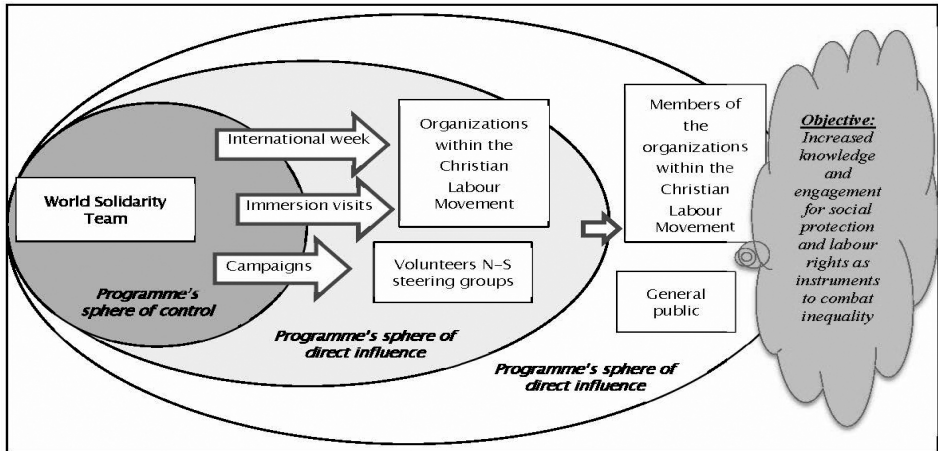 World Solidarity
Team
Programme's
sphere of control
International week
Immersion visits
Campaigns
Organizations
within the
Christian
Labour
Movement
Volunteers N-S
steering groups
Programme's sphere of
direct influence
Members of
the
organizations
within the
Christian
Labour
Movement
General
public
Programme's sphere of
direct influence
Objective:
Increased
knowledge
and
engagement
for social
protection
and labour
rights as
instruments
to combat
inequality